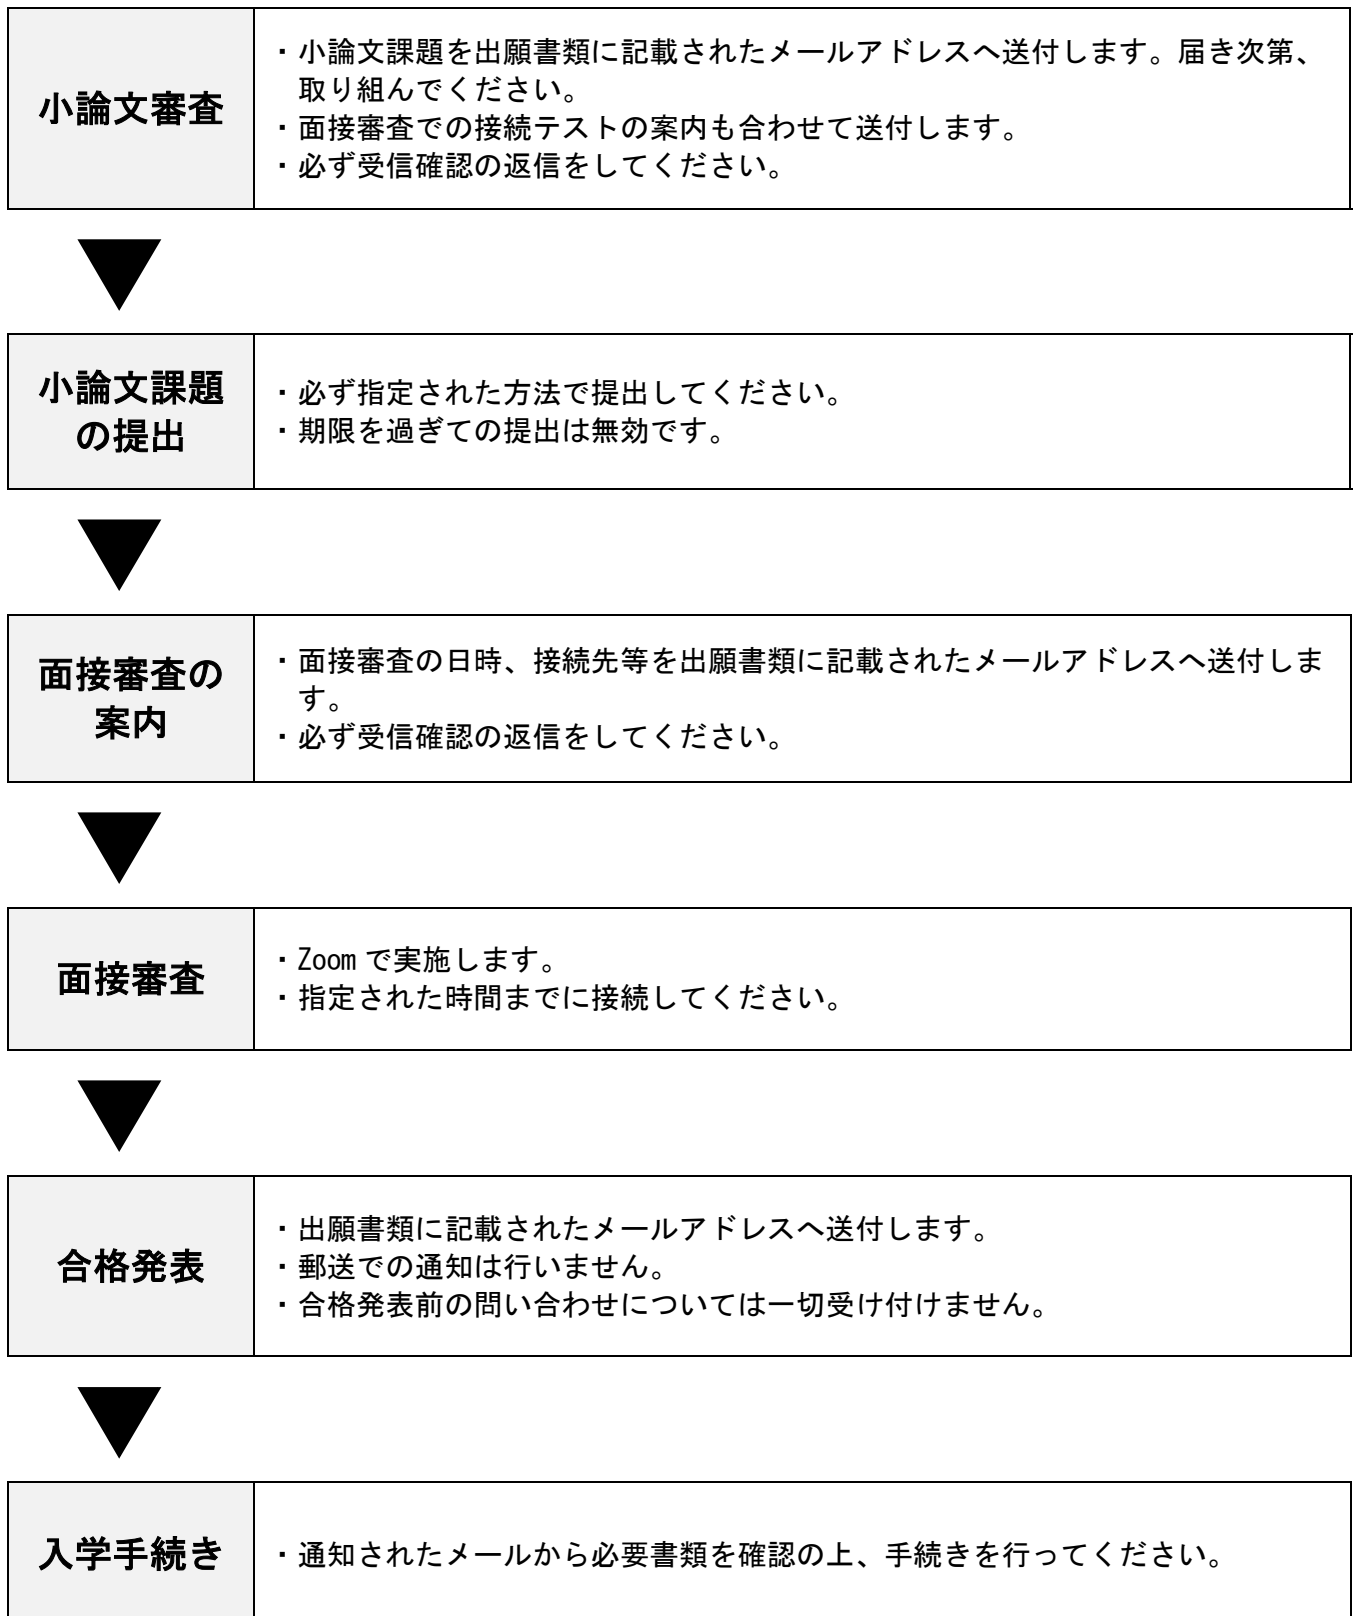 小論文審査
・小論文課題を出願書類に記載されたメールアドレスへ送付します。届き次第、
取り組んでください。
・面接審査での接続テストの案内も合わせて送付します。
・必ず受信確認の返信をしてください。
小論文課題
の提出
・必ず指定された方法で提出してください。
・期限を過ぎての提出は無効です。
面接審査の
案内
・面接審査の日時、接続先等を出願書類に記載されたメールアドレスへ送付しま
す。
・必ず受信確認の返信をしてください。
面接審査
・Zoom で実施します。
・指定された時間までに接続してください。
合格発表
・出願書類に記載されたメールアドレスへ送付します。
・郵送での通知は行いません。
・合格発表前の問い合わせについては一切受け付けません。
入学手続き
・通知されたメールから必要書類を確認の上、手続きを行ってください。